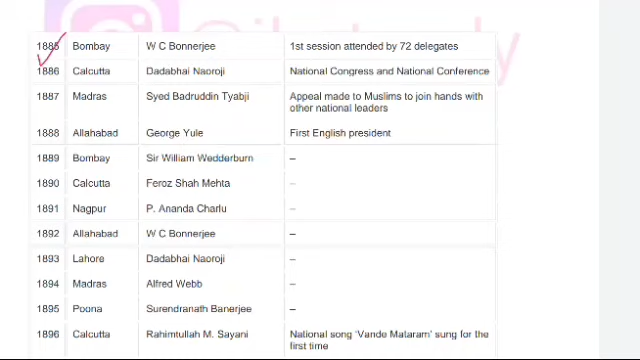 1885 Bombay W C Bonnerjee 1st session attended by 72 delegates
1886 Calcutta Dadabhai Naoroji National Congress and National Conference
1887 Madras Syed Badruddin Tyabji Appeal made to Muslims to join hands with
other national leaders
1888 Allahabad George Yule First English president
1889 Bombay Sir William Wedderburn –
1890 Calcutta Feroz Shah Mehta –
1891 Nagpur P. Ananda Charlu –
1892 Allahabad W C Bonnerjee –
1893 Lahore Dadabhai Naoroji –
1894 Madras Alfred Webb –
1895 Poona Surendranath Banerjee –
1896 Calcutta Rahimtullah M. Sayani National song ‘Vande Mataram’ sung for the
first time